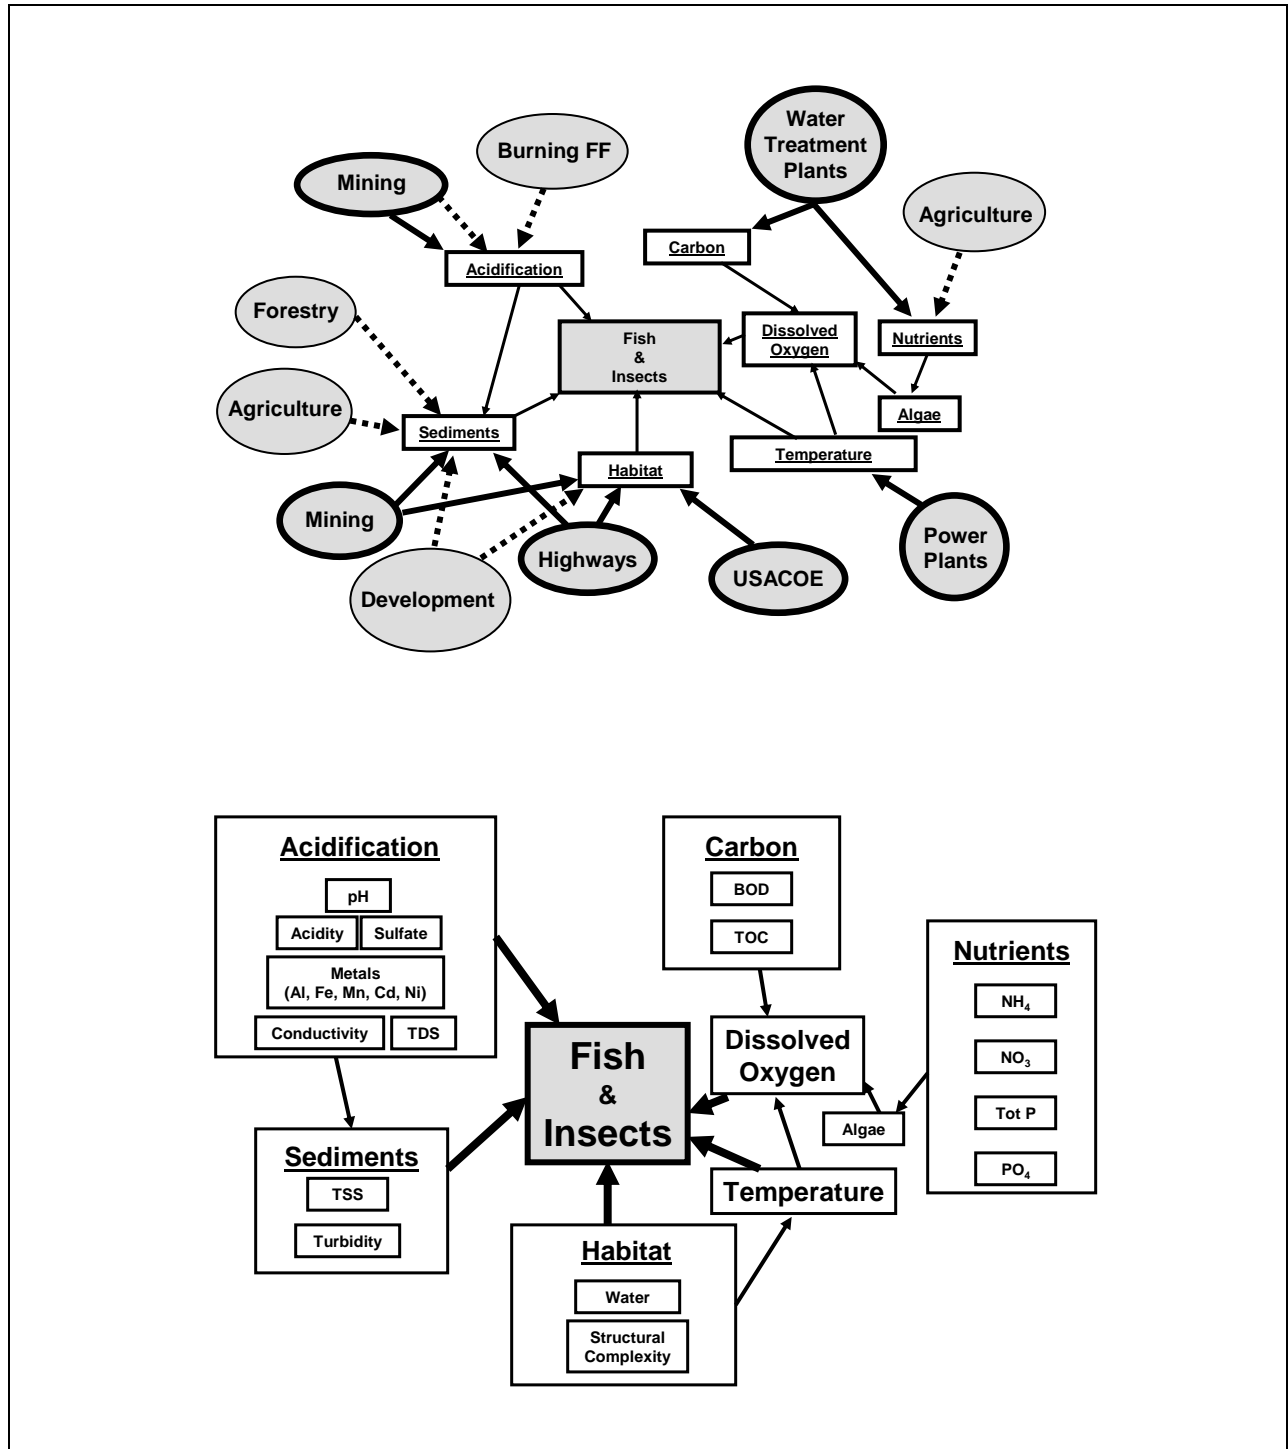 Water
Treatment
Plants
Burning FF
Mining
Agriculture
Carbon
Acidification
Forestry
Fish
&
Insects
Dissolved
Oxygen
Nutrients
Agriculture
Algae
Sediments
Temperature
Habitat
Mining
Highways
USACOE
Power
Plants
Development
Acidification
pH
Acidity
Sulfate
Metals
(Al, Fe, Mn, Cd, Ni)
Conductivity
TDS
Carbon
BOD
TOC
Nutrients
NH4
NO3
Tot P
PO4
Fish
&
Insects
Dissolved
Oxygen
Algae
Sediments
TSS
Turbidity
Temperature
Habitat
Water
Structural
Complexity